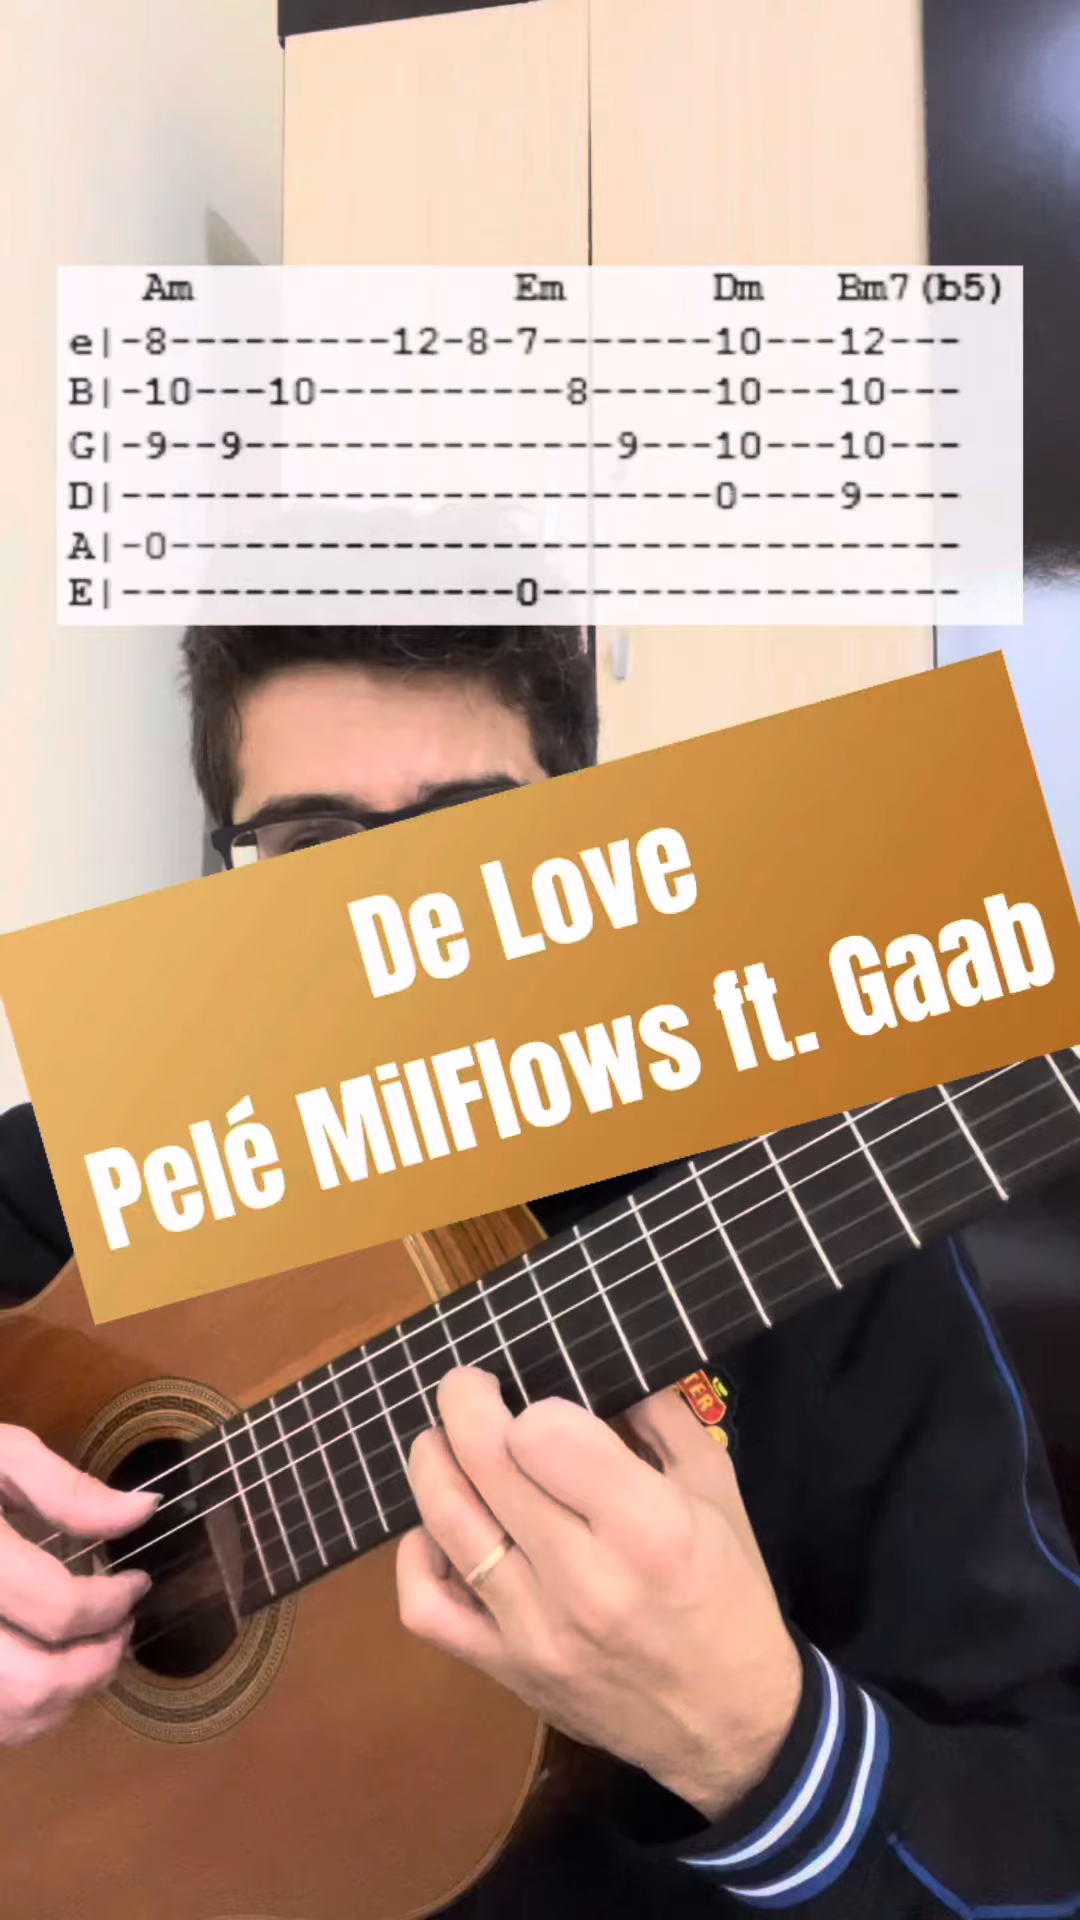 Am Em Dm Bm7(b5)
e|-8---------12-8-7-------10---12---
B|-10---10----------8-----10---10---
G|-9--9---------------9---10---10---
D|------------------------0----9----
A|-0--------------------------------
E|----------------0-----------------
De Love
Pelé MilFlows ft. Gaab
TER